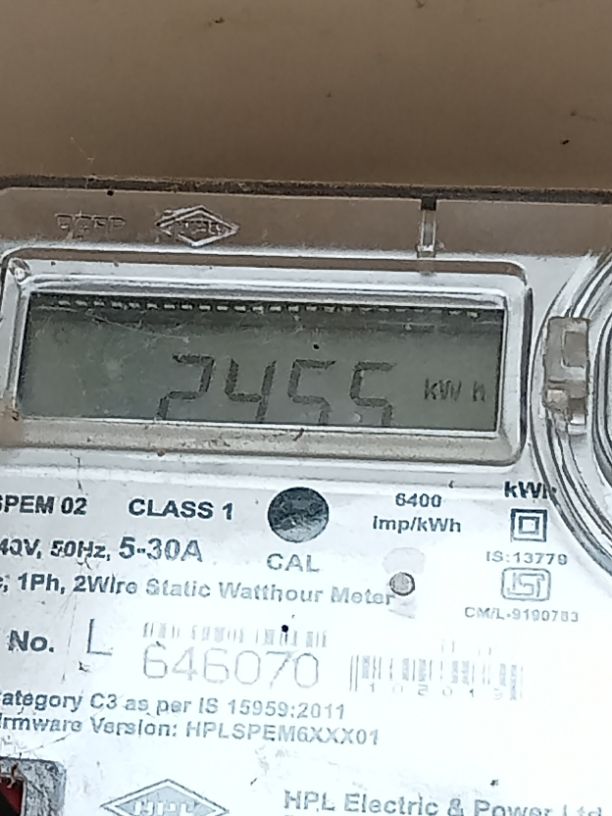 2455 kWh
SPEM 02 CLASS 1
6400
imp/kWh
kWh
40V, 50Hz, 5-30A
CAL
IS:13779
1Ph, 2Wire Static Watthour Meter
CM/L-9190783
No. L 646070
ategory C3 as per IS 15959:2011
rmware Version: HPLSPEM6XXX01
HPL
HPL Electric & Power Ltd